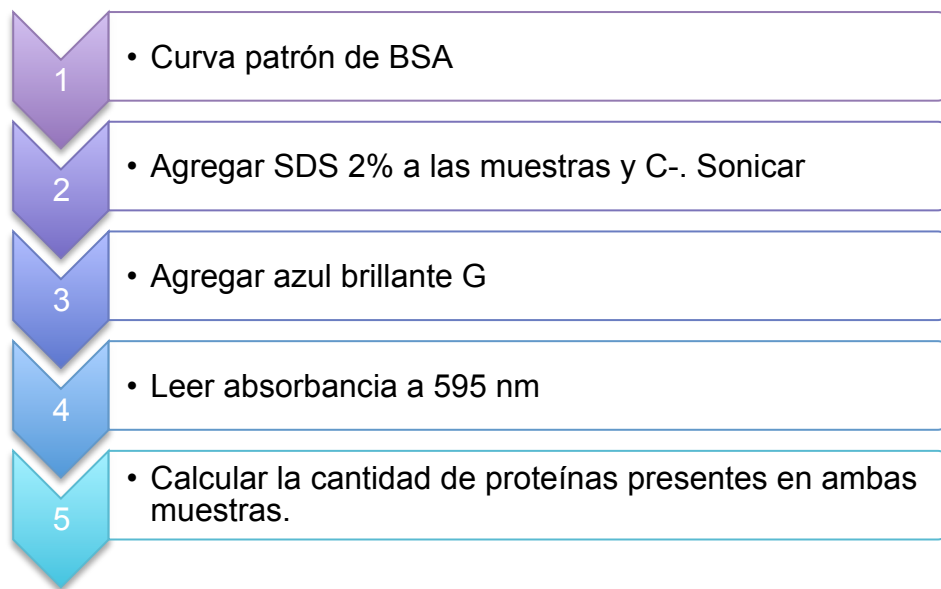 1
• Curva patrón de BSA
2
• Agregar SDS 2% a las muestras y C-. Sonicar
3
• Agregar azul brillante G
4
• Leer absorbancia a 595 nm
5
• Calcular la cantidad de proteínas presentes en ambas
muestras.